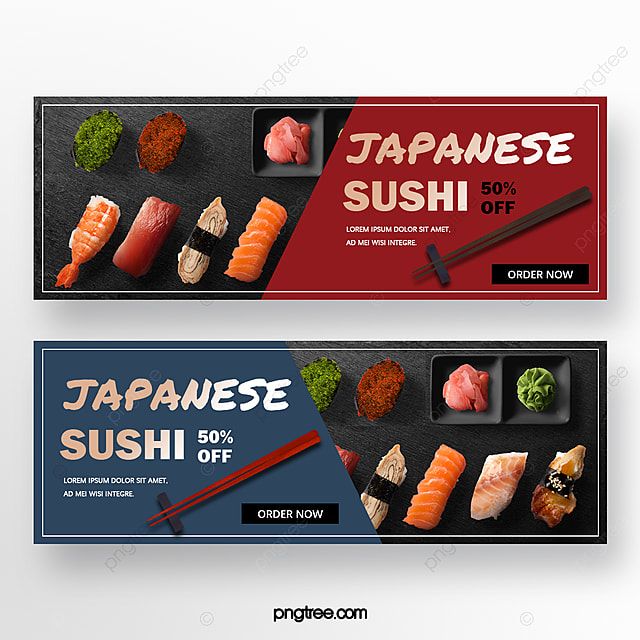 JAPANESE
SUSHI
50%
OFF
LOREM IPSUM DOLOR SIT AMET,
AD MEI WISI INTEGRE.
ORDER NOW
JAPANESE
SUSHI
50%
OFF
LOREM IPSUM DOLOR SIT AMET,
AD MEI WISI INTEGRE.
ORDER NOW
pngtree.com